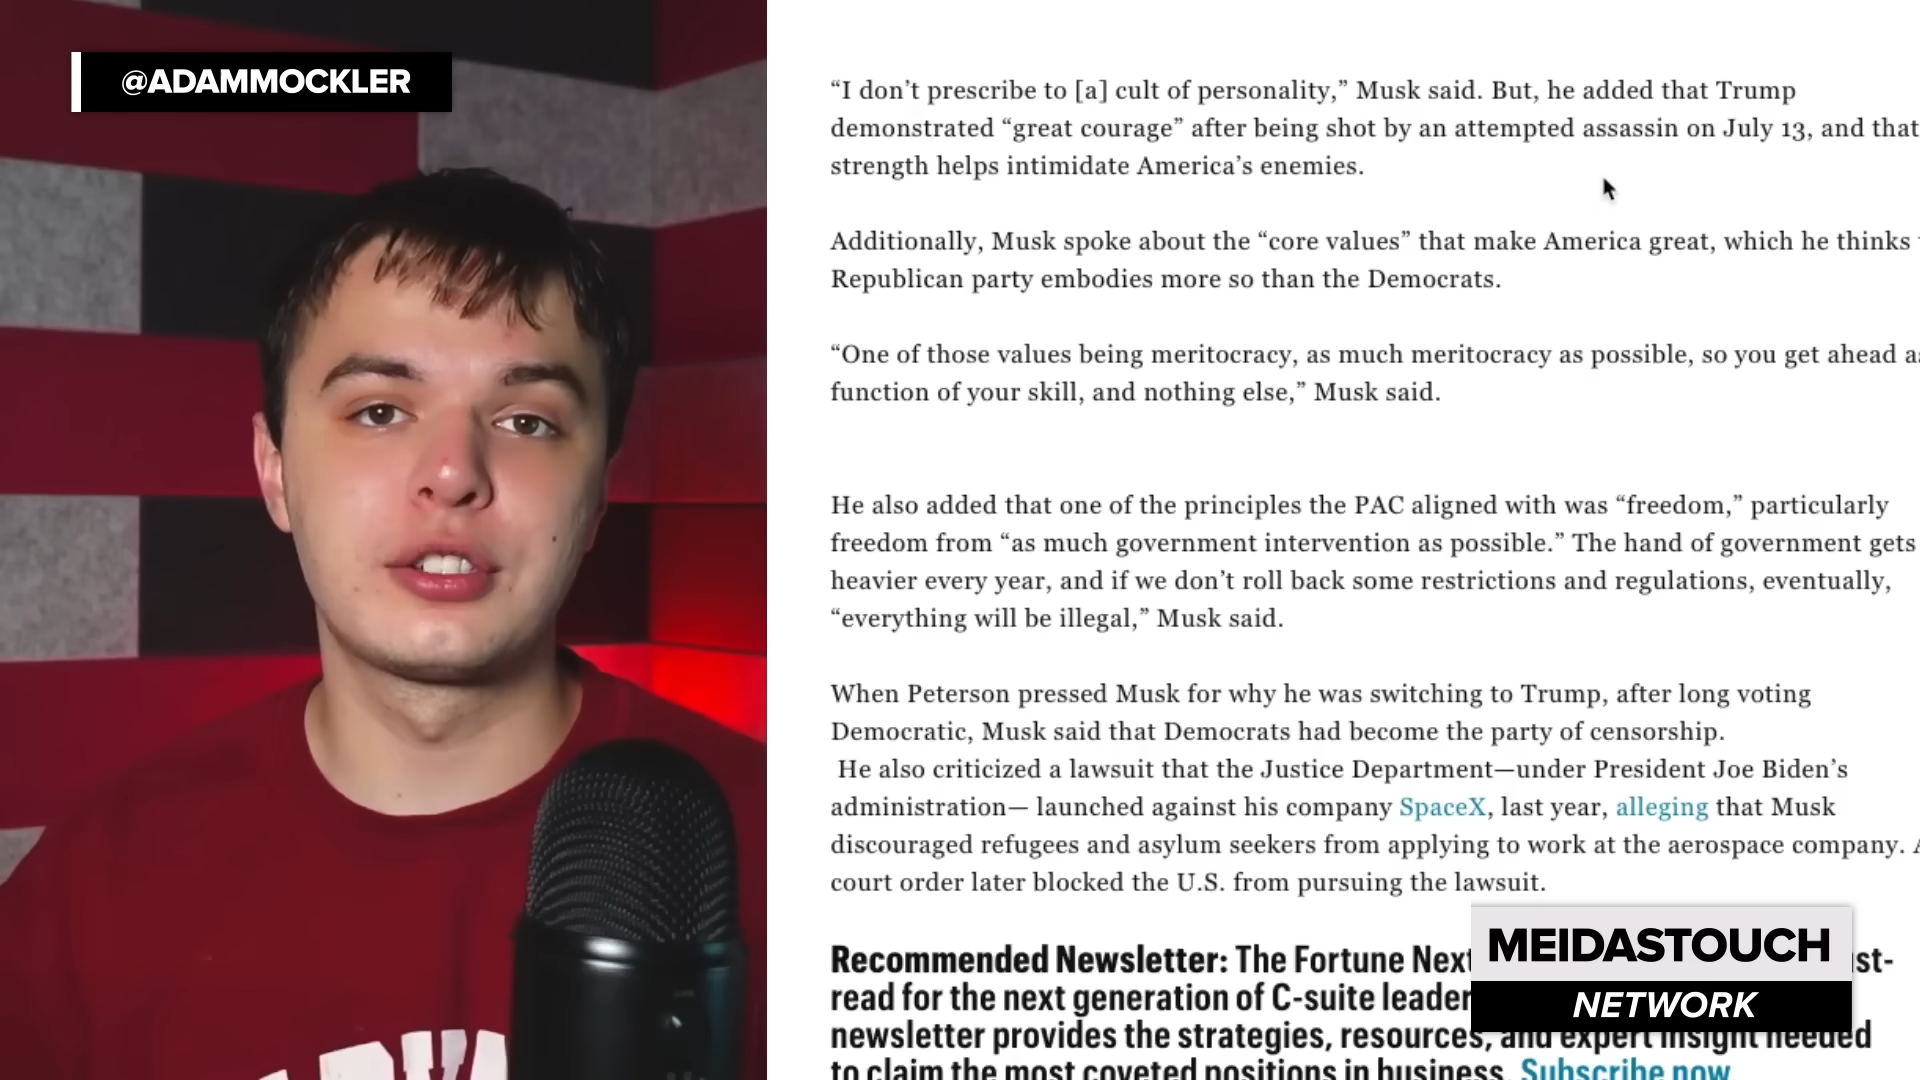 @ADAMMOCKLER
“I don’t prescribe to [a] cult of personality,” Musk said. But, he added that Trump
demonstrated “great courage” after being shot by an attempted assassin on July 13, and that
strength helps intimidate America’s enemies.
Additionally, Musk spoke about the “core values” that make America great, which he thinks
Republican party embodies more so than the Democrats.
“One of those values being meritocracy, as much meritocracy as possible, so you get ahead as
function of your skill, and nothing else,” Musk said.
He also added that one of the principles the PAC aligned with was “freedom,” particularly
freedom from “as much government intervention as possible.” The hand of government gets
heavier every year, and if we don’t roll back some restrictions and regulations, eventually,
“everything will be illegal,” Musk said.
When Peterson pressed Musk for why he was switching to Trump, after long voting
Democratic, Musk said that Democrats had become the party of censorship.
He also criticized a lawsuit that the Justice Department—under President Joe Biden’s
administration— launched against his company SpaceX, last year, alleging that Musk
discouraged refugees and asylum seekers from applying to work at the aerospace company.
court order later blocked the U.S. from pursuing the lawsuit.
Recommended Newsletter: The Fortune Next st-
read for the next generation of C-suite leader
newsletter provides the strategies, resources, and expert insight needed
to claim the most coveted positions in business. Subscribe now
MEIDASTOUCH
NETWORK